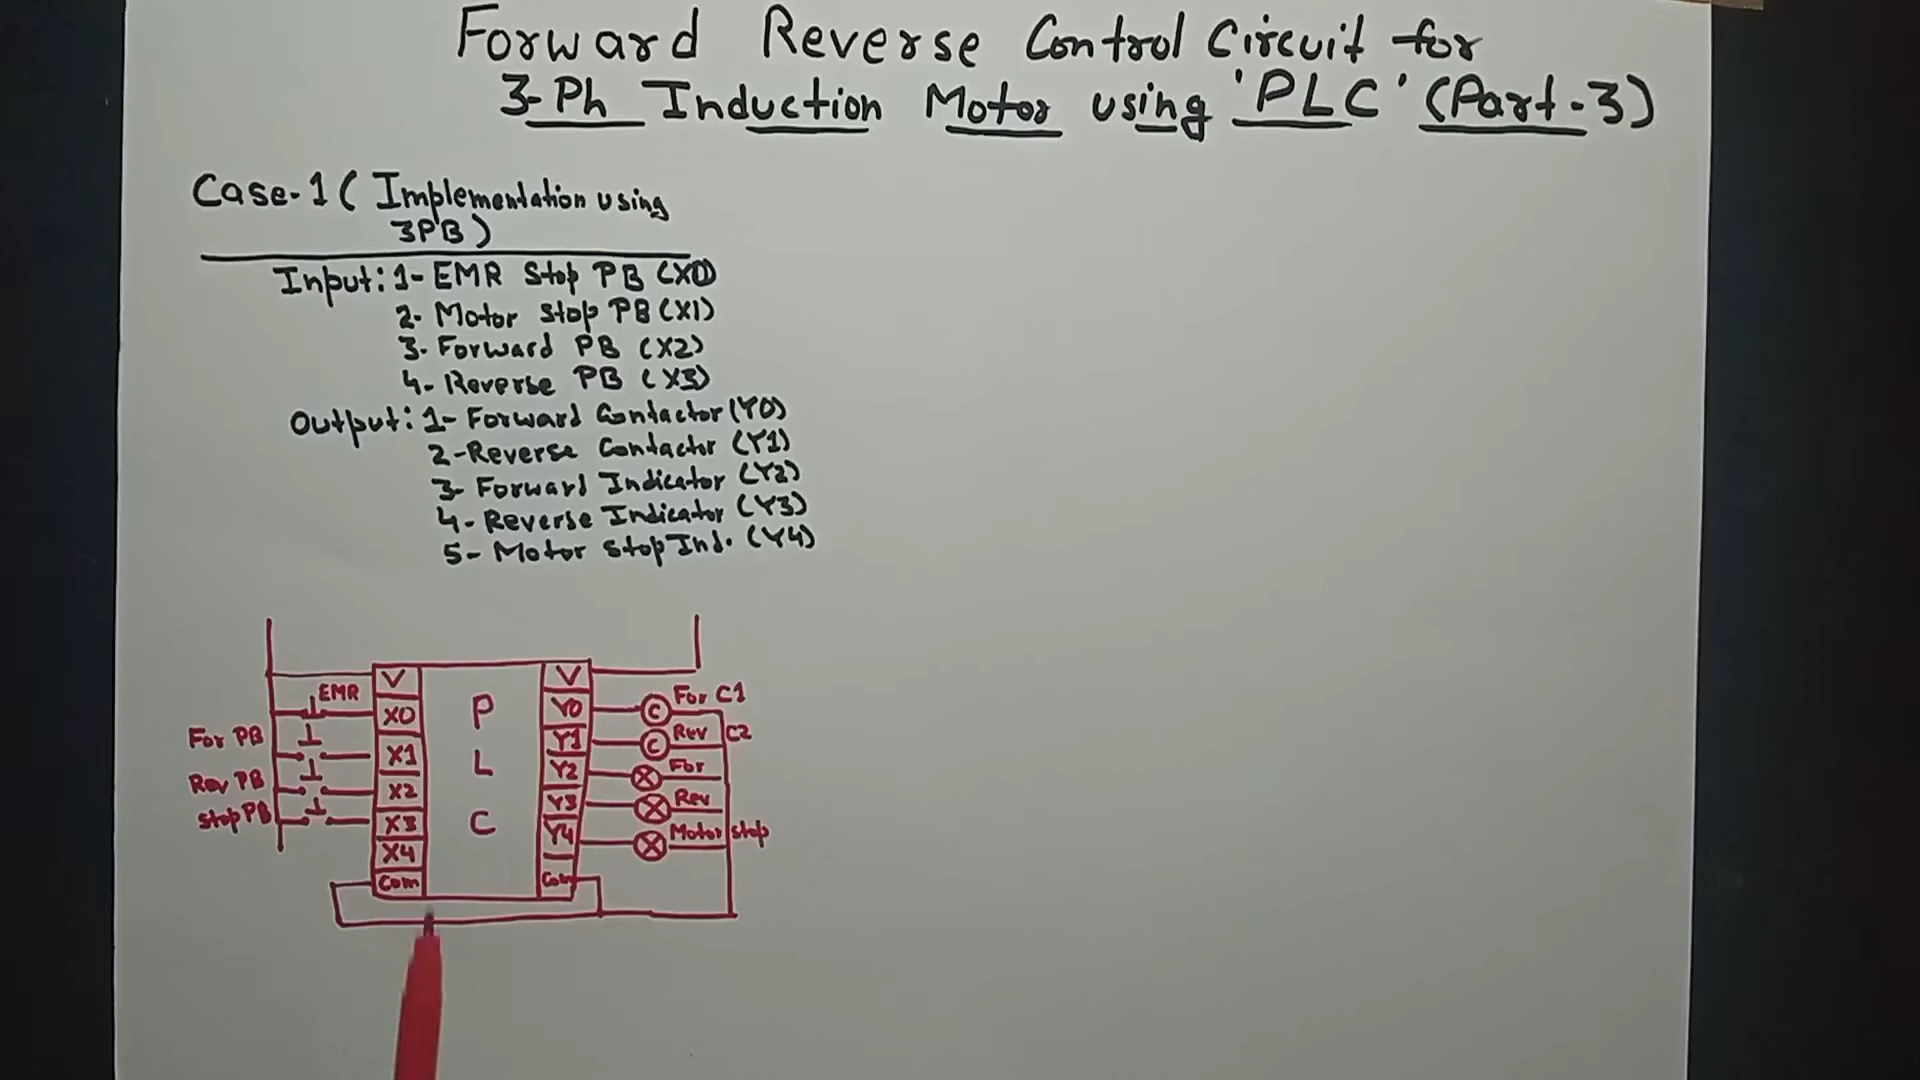 Forward Reverse Control Circuit for
3-Ph Induction Motor using 'PLC' (Part-3)
Case-1 (Implementation using
3PB)
Input: 1- EMR Stop PB (X0)
2- Motor Stop PB (X1)
3- Forward PB (X2)
4- Reverse PB (X3)
Output: 1- Forward Contactor (Y0)
2- Reverse Contactor (Y1)
3- Forward Indicator (Y2)
4- Reverse Indicator (Y3)
5- Motor Stop Ind. (Y4)
V V
EMR X0 P Y0 C For C1
For PB X1 L Y1 C Rev C2
Rev PB X2 Y2 For
Stop PB X3 C Y3 Rev
X4 Y4 Motor stop
Com Com